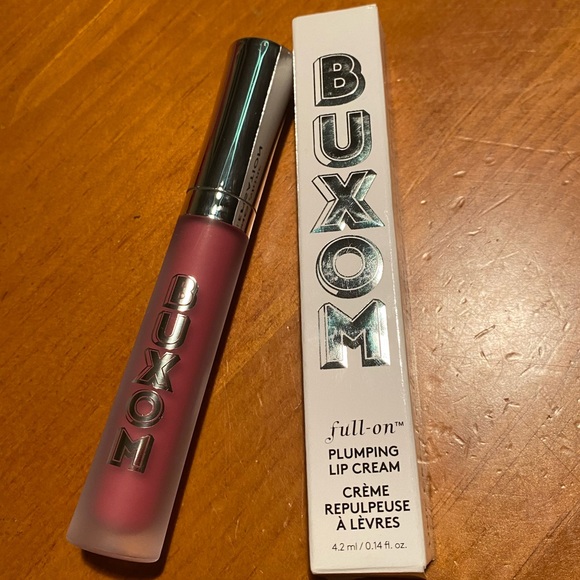 BUXOM
BUXOM
full-on™
PLUMPING
LIP CREAM
CRÈME
REPULPEUSE
À LÈVRES
4.2 ml / 0.14 fl. oz.